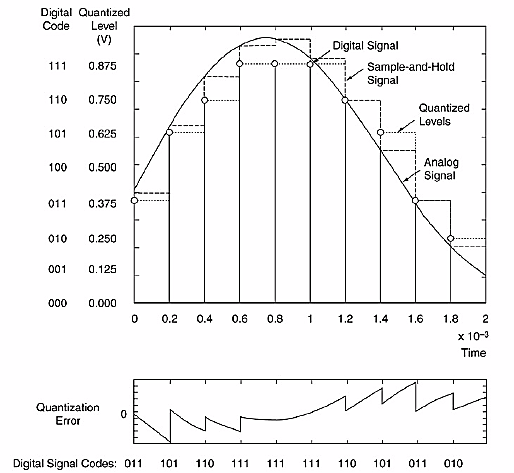 Digital Quantized
Code Level
(V)
111 0.875
110 0.750
101 0.625
100 0.500
011 0.375
010 0.250
001 0.125
000 0.000
Digital Signal
Sample-and-Hold
Signal
Quantized
Levels
Analog
Signal
0 0.2 0.4 0.6 0.8 1 1.2 1.4 1.6 1.8 2
x 10⁻³
Time
Quantization
Error
0
Digital Signal Codes: 011 101 110 111 111 111 110 101 011 010